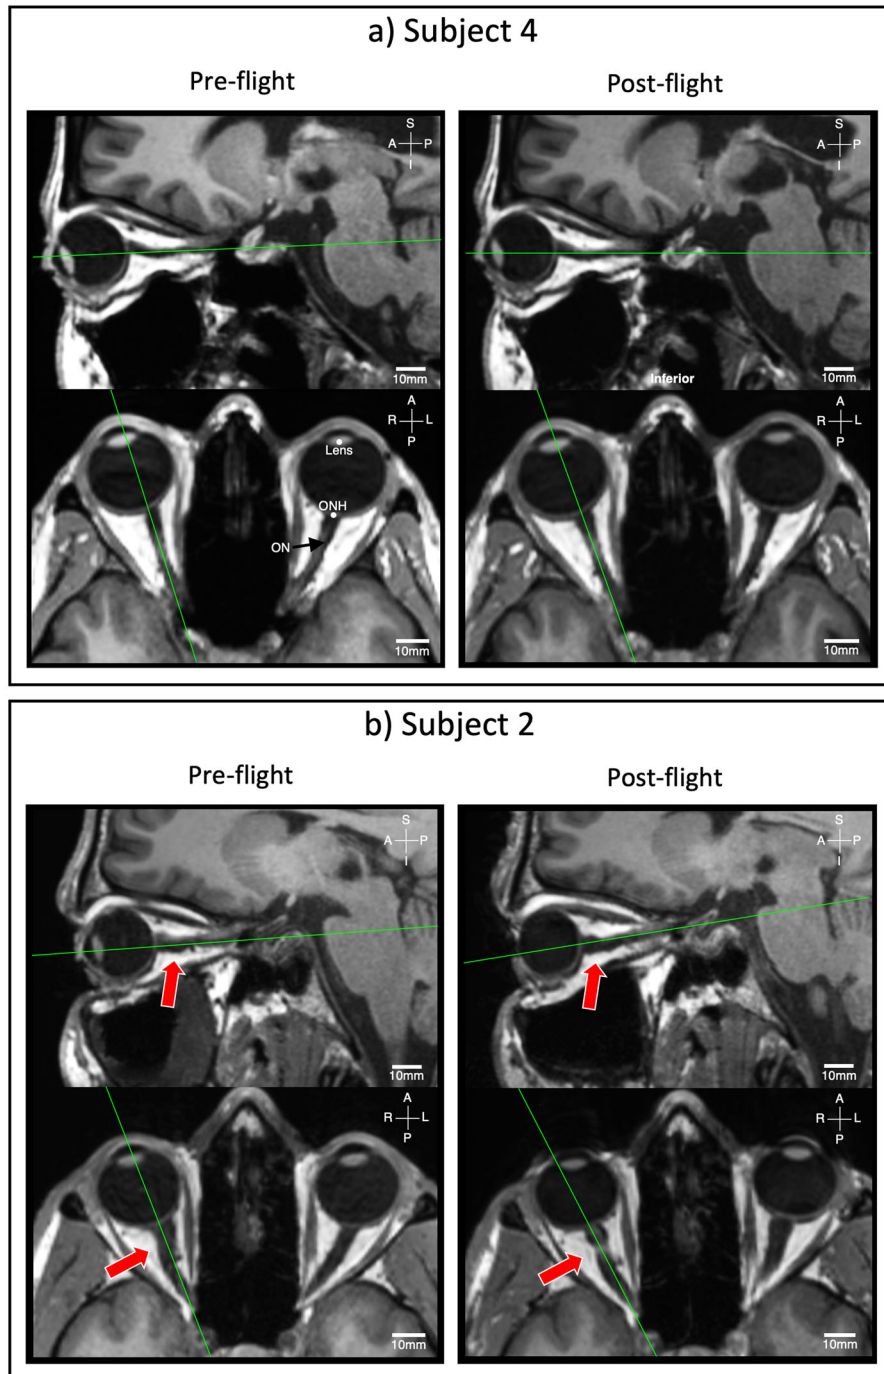 a) Subject 4
Pre-flight
Post-flight
S
A P
I
10mm
S
A P
I
Inferior
10mm
A
R L
P
Lens
ONH
ON
10mm
A
R L
P
10mm
b) Subject 2
Pre-flight
Post-flight
S
A P
I
10mm
S
A P
I
10mm
A
R L
P
10mm
A
R L
P
10mm